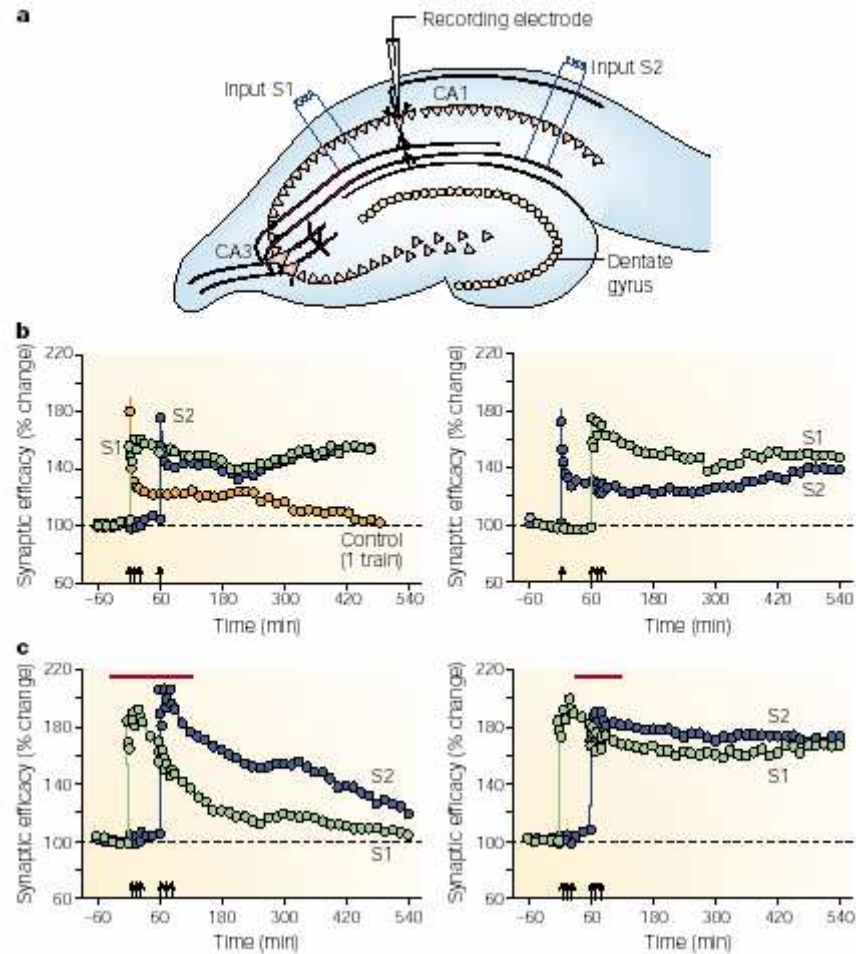 a
Recording electrode
Input S1
Input S2
CA1
CA3
Dentate
gyrus
b
Synaptic efficacy (% change)
220
180
140
100
60
S1
S2
Control
(1 train)
−60 60 180 300 420 540
Time (min)
Synaptic efficacy (% change)
220
180
140
100
60
S1
S2
−60 60 180 300 420 540
Time (min)
c
Synaptic efficacy (% change)
220
180
140
100
60
S2
S1
−60 60 180 300 420 540
Time (min)
Synaptic efficacy (% change)
220
180
140
100
60
S2
S1
−60 60 180 300 420 540
Time (min)